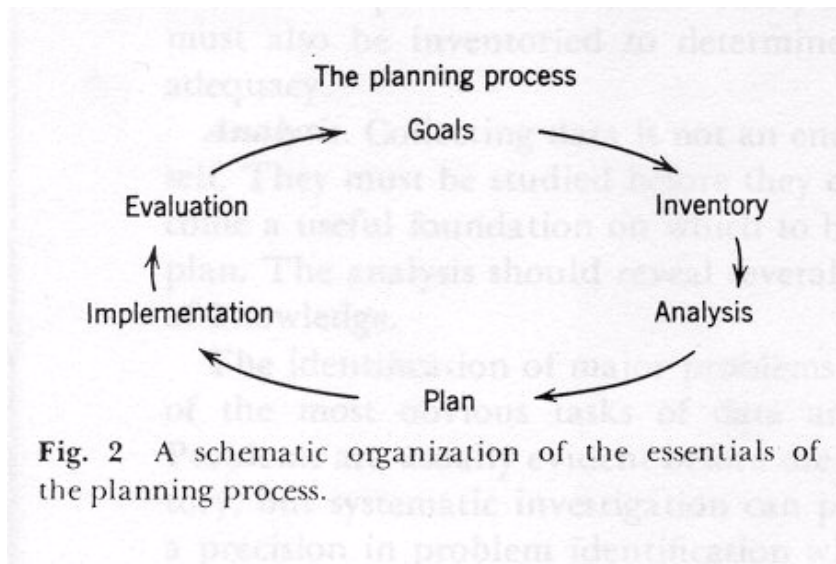 must also be inventoried to determine
adequacy.
The planning process
Goals
Analysis. Collecting data is not an end
self. They must be studied before they
Evaluation
Inventory
come a useful foundation on which to
plan. The analysis should reveal several
Implementation
Analysis
of knowledge.
The identification of major problems
Plan
of the most obvious tasks of data
Fig. 2 A schematic organization of the essentials of
the planning process.
systematic investigation can
a precision in problem identification